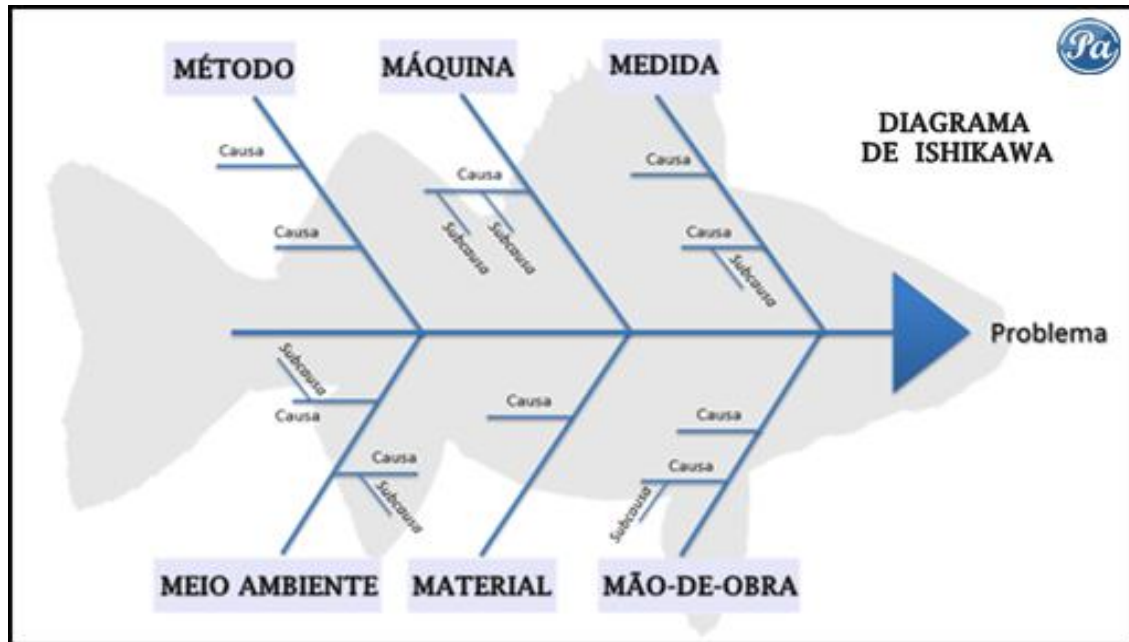 Pa
MÉTODO
MÁQUINA
MEDIDA
DIAGRAMA
DE ISHIKAWA
Causa
Causa
Causa
Subcausa
Subcausa
Causa
Causa
Subcausa
Problema
Subcausa
Causa
Causa
Subcausa
Causa
Causa
Causa
Subcausa
MEIO AMBIENTE
MATERIAL
MÃO-DE-OBRA